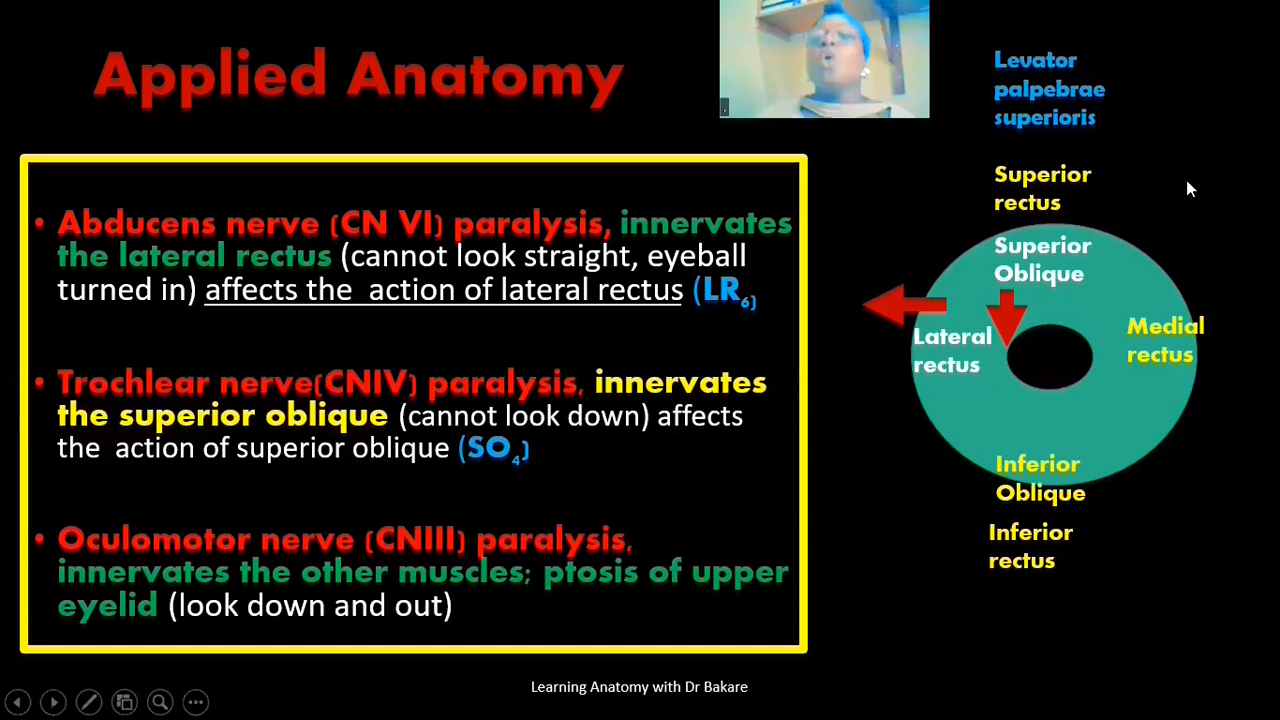 Applied Anatomy
• Abducens nerve (CN VI) paralysis, innervates
the lateral rectus (cannot look straight, eyeball
turned in) affects the  action of lateral rectus (LR6)
• Trochlear nerve(CNIV) paralysis, innervates
the superior oblique (cannot look down) affects
the  action of superior oblique (SO4)
• Oculomotor nerve (CNIII) paralysis,
innervates the other muscles; ptosis of upper
eyelid (look down and out)
Levator
palpebrae
superioris
Superior
rectus
Superior
Oblique
Lateral
rectus
Medial
rectus
Inferior
Oblique
Inferior
rectus
Learning Anatomy with Dr Bakare